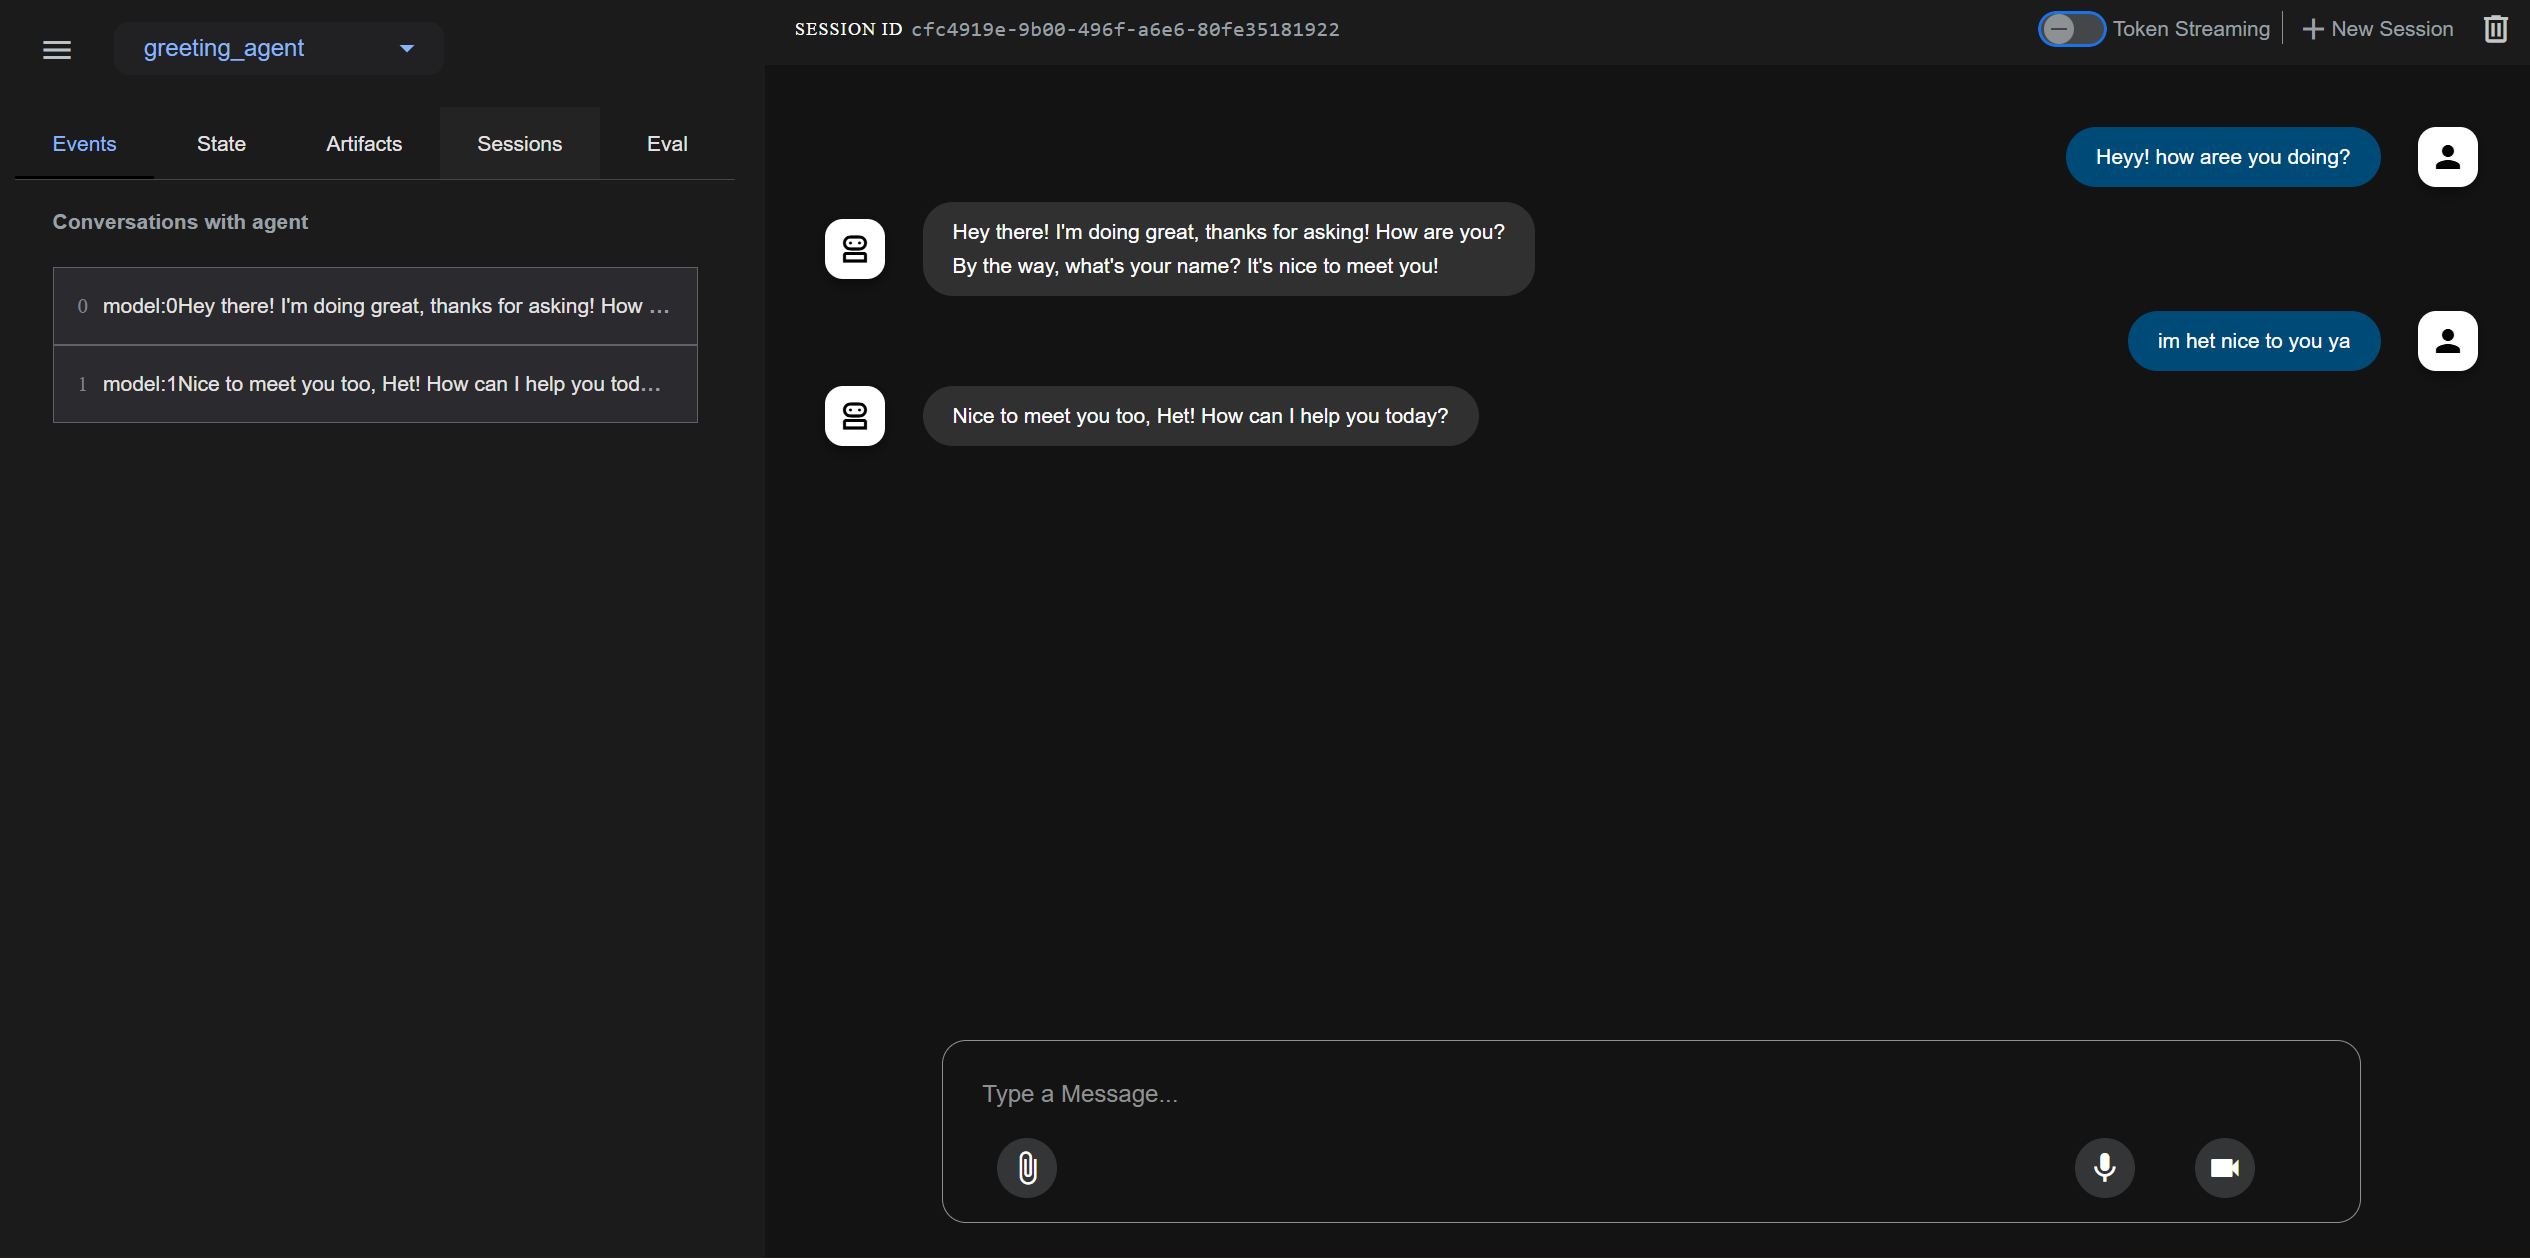 greeting_agent
SESSION ID cfc4919e-9b00-496f-a6e6-80fe35181922
Token Streaming
New Session
Events State Artifacts Sessions Eval
Conversations with agent
0 model:0Hey there! I'm doing great, thanks for asking! How ...
1 model:1Nice to meet you too, Het! How can I help you tod...
Heyy! how aree you doing?
Hey there! I'm doing great, thanks for asking! How are you?
By the way, what's your name? It's nice to meet you!
im het nice to you ya
Nice to meet you too, Het! How can I help you today?
Type a Message...